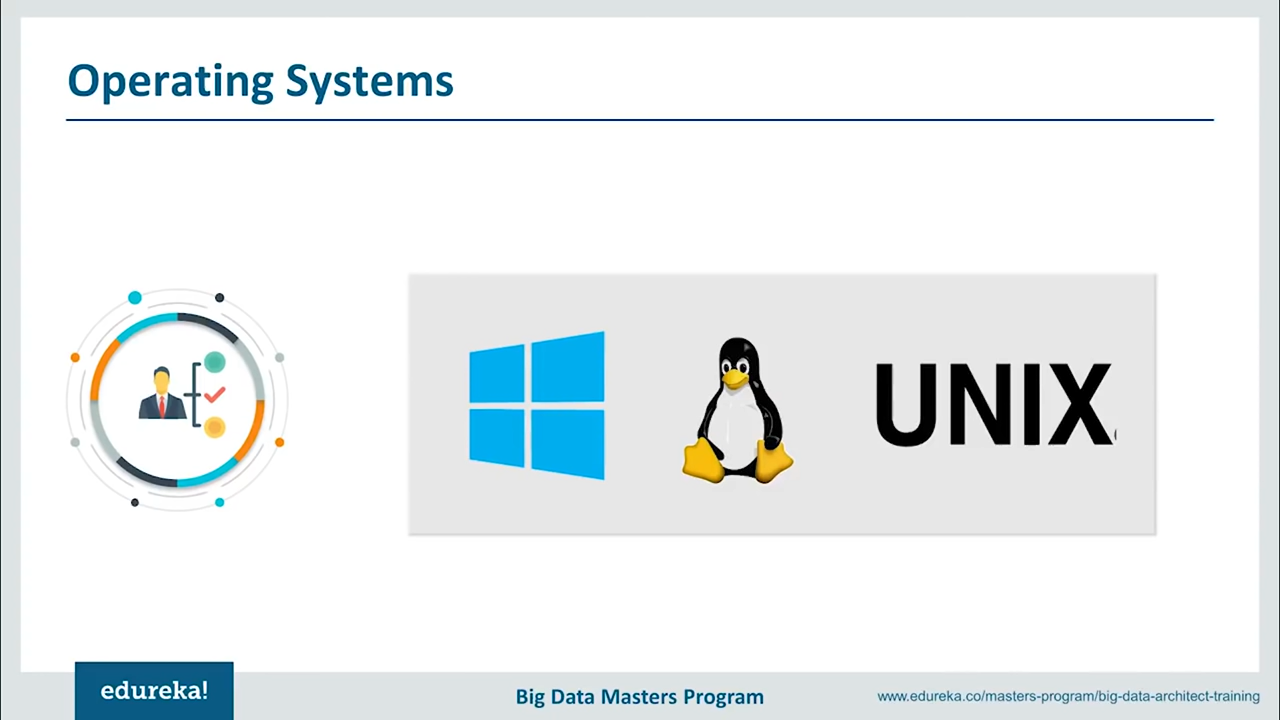 Operating Systems
UNIX
edureka!
Big Data Masters Program
www.edureka.co/masters-program/big-data-architect-training